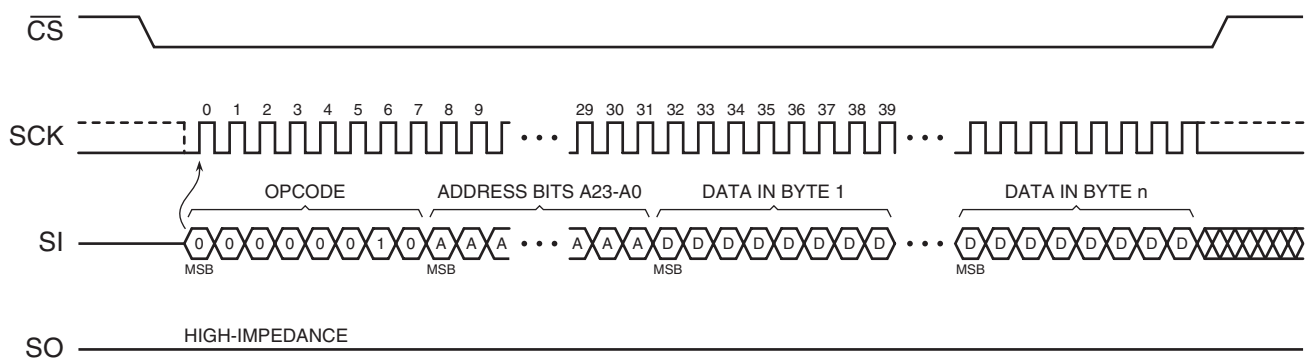 CS
0 1 2 3 4 5 6 7 8 9 29 30 31 32 33 34 35 36 37 38 39
SCK
OPCODE ADDRESS BITS A23-A0 DATA IN BYTE 1 DATA IN BYTE n
SI 0 0 0 0 0 0 1 0 A A A A A A D D D D D D D D D D D D D D D D
MSB MSB MSB MSB
HIGH-IMPEDANCE
SO